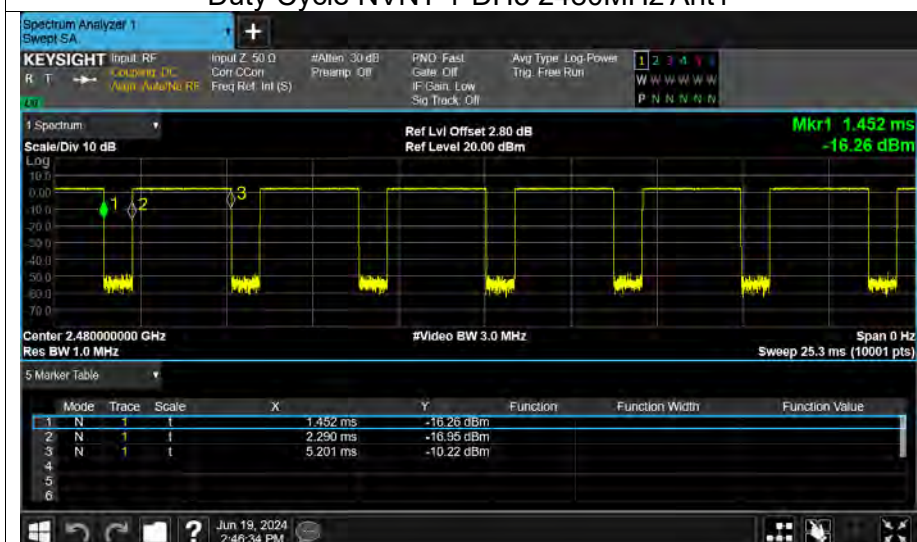 Duty Cycle NVNT 1-DH5 2480MHz Ant1
Spectrum Analyzer 1
Swept SA
+
KEYSIGHT Input: RF Input Z: 50 Ω #Atten: 30 dB PNO: Fast Avg Type: Log-Power 1 2 3 4 5 6
R T Coupling: DC Corr CCorr Preamp: Off Gate: Off Trig: Free Run W W W W W W
Align: Auto/No RF Freq Ref: Int (S) IF Gain: Low
Sig Track: Off P N N N N N
1 Spectrum
Ref Lvl Offset 2.80 dB Mkr1 1.452 ms
Scale/Div 10 dB Ref Level 20.00 dBm -16.26 dBm
Log
10.0
0.00
-10.0
-20.0
-30.0
-40.0
-50.0
-60.0
-70.0
1 2 3
Center 2.480000000 GHz #Video BW 3.0 MHz Span 0 Hz
Res BW 1.0 MHz Sweep 25.3 ms (10001 pts)
5 Marker Table
Mode Trace Scale X Y Function Function Width Function Value
1 N 1 t 1.452 ms -16.26 dBm
2 N 1 t 2.290 ms -16.95 dBm
3 N 1 t 5.201 ms -10.22 dBm
4
5
6
? Jun 19, 2024
2:46:34 PM